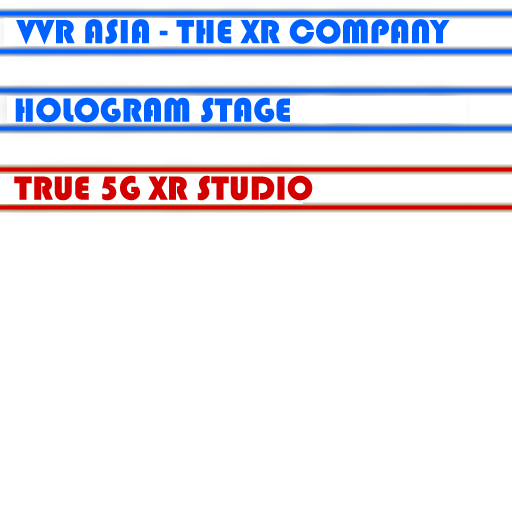 VVR ASIA - THE XR COMPANY
HOLOGRAM STAGE
TRUE 5G XR STUDIO